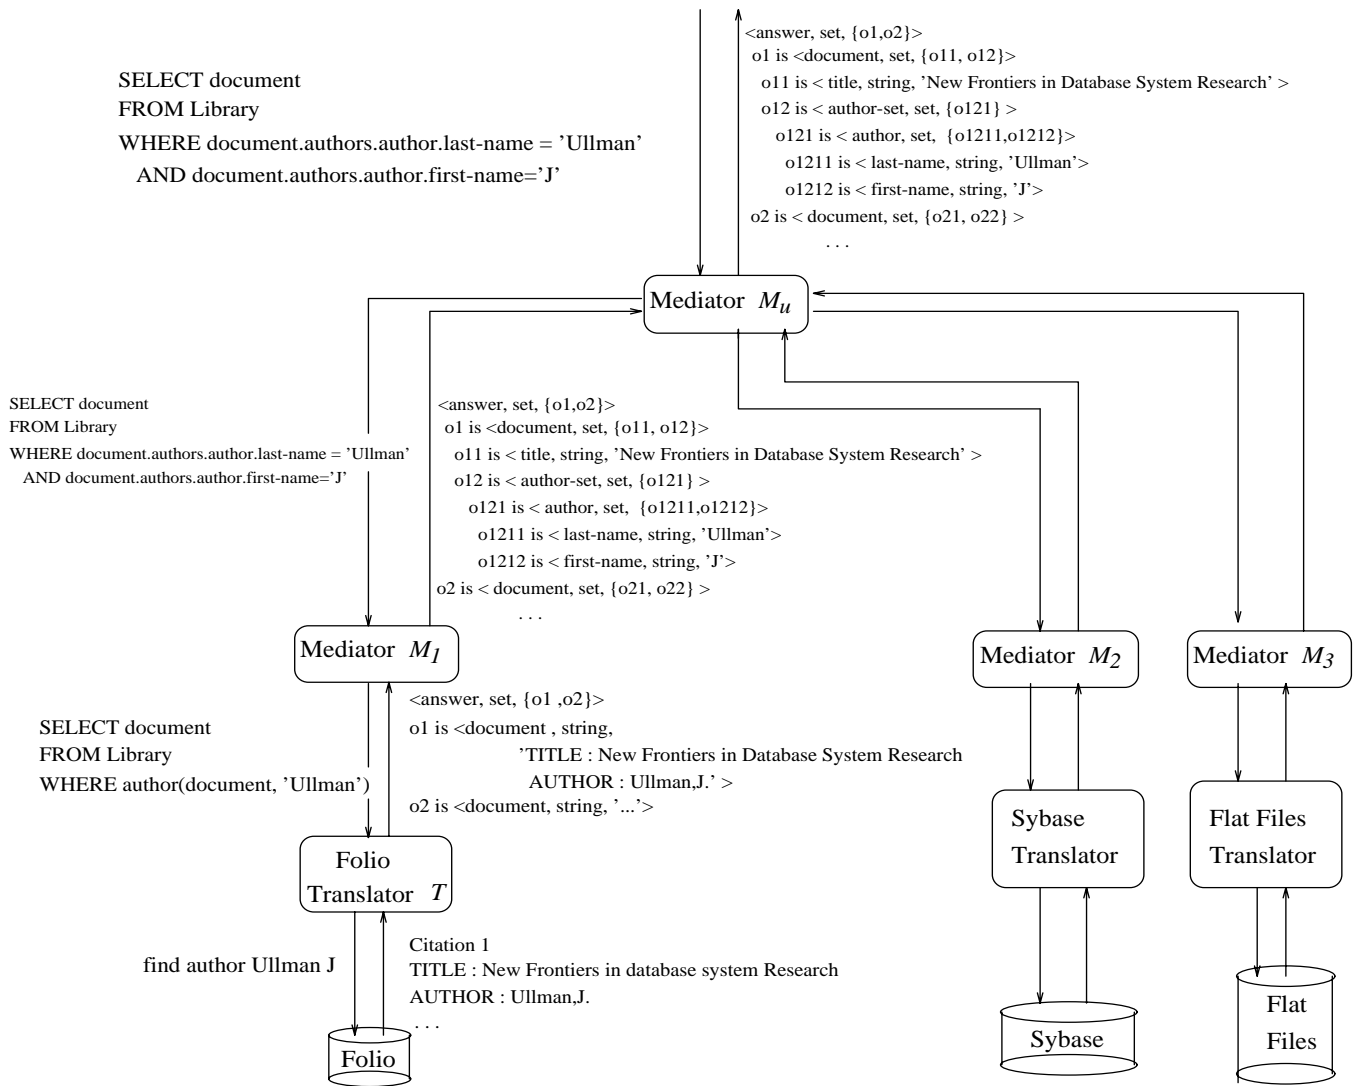 SELECT document
FROM Library
WHERE document.authors.author.last-name = ’Ullman’
AND document.authors.author.first-name=’J’
<answer, set, {o1,o2}>
o1 is <document, set, {o11, o12}>
o11 is < title, string, ’New Frontiers in Database System Research’ >
o12 is < author-set, set, {o121} >
o121 is < author, set, {o1211,o1212}>
o1211 is < last-name, string, ’Ullman’>
o1212 is < first-name, string, ’J’>
o2 is < document, set, {o21, o22} >
. . .
Mediator Mu
SELECT document
FROM Library
WHERE document.authors.author.last-name = ’Ullman’
AND document.authors.author.first-name=’J’
<answer, set, {o1,o2}>
o1 is <document, set, {o11, o12}>
o11 is < title, string, ’New Frontiers in Database System Research’ >
o12 is < author-set, set, {o121} >
o121 is < author, set, {o1211,o1212}>
o1211 is < last-name, string, ’Ullman’>
o1212 is < first-name, string, ’J’>
o2 is < document, set, {o21, o22} >
. . .
Mediator M1
Mediator M2
Mediator M3
SELECT document
FROM Library
WHERE author(document, ’Ullman’)
<answer, set, {o1 ,o2}>
o1 is <document , string,
’TITLE : New Frontiers in Database System Research
AUTHOR : Ullman,J.’ >
o2 is <document, string, ’...’>
Folio
Translator T
Sybase
Translator
Flat Files
Translator
find author Ullman J
Citation 1
TITLE : New Frontiers in database system Research
AUTHOR : Ullman,J.
. . .
Folio
Sybase
Flat
Files